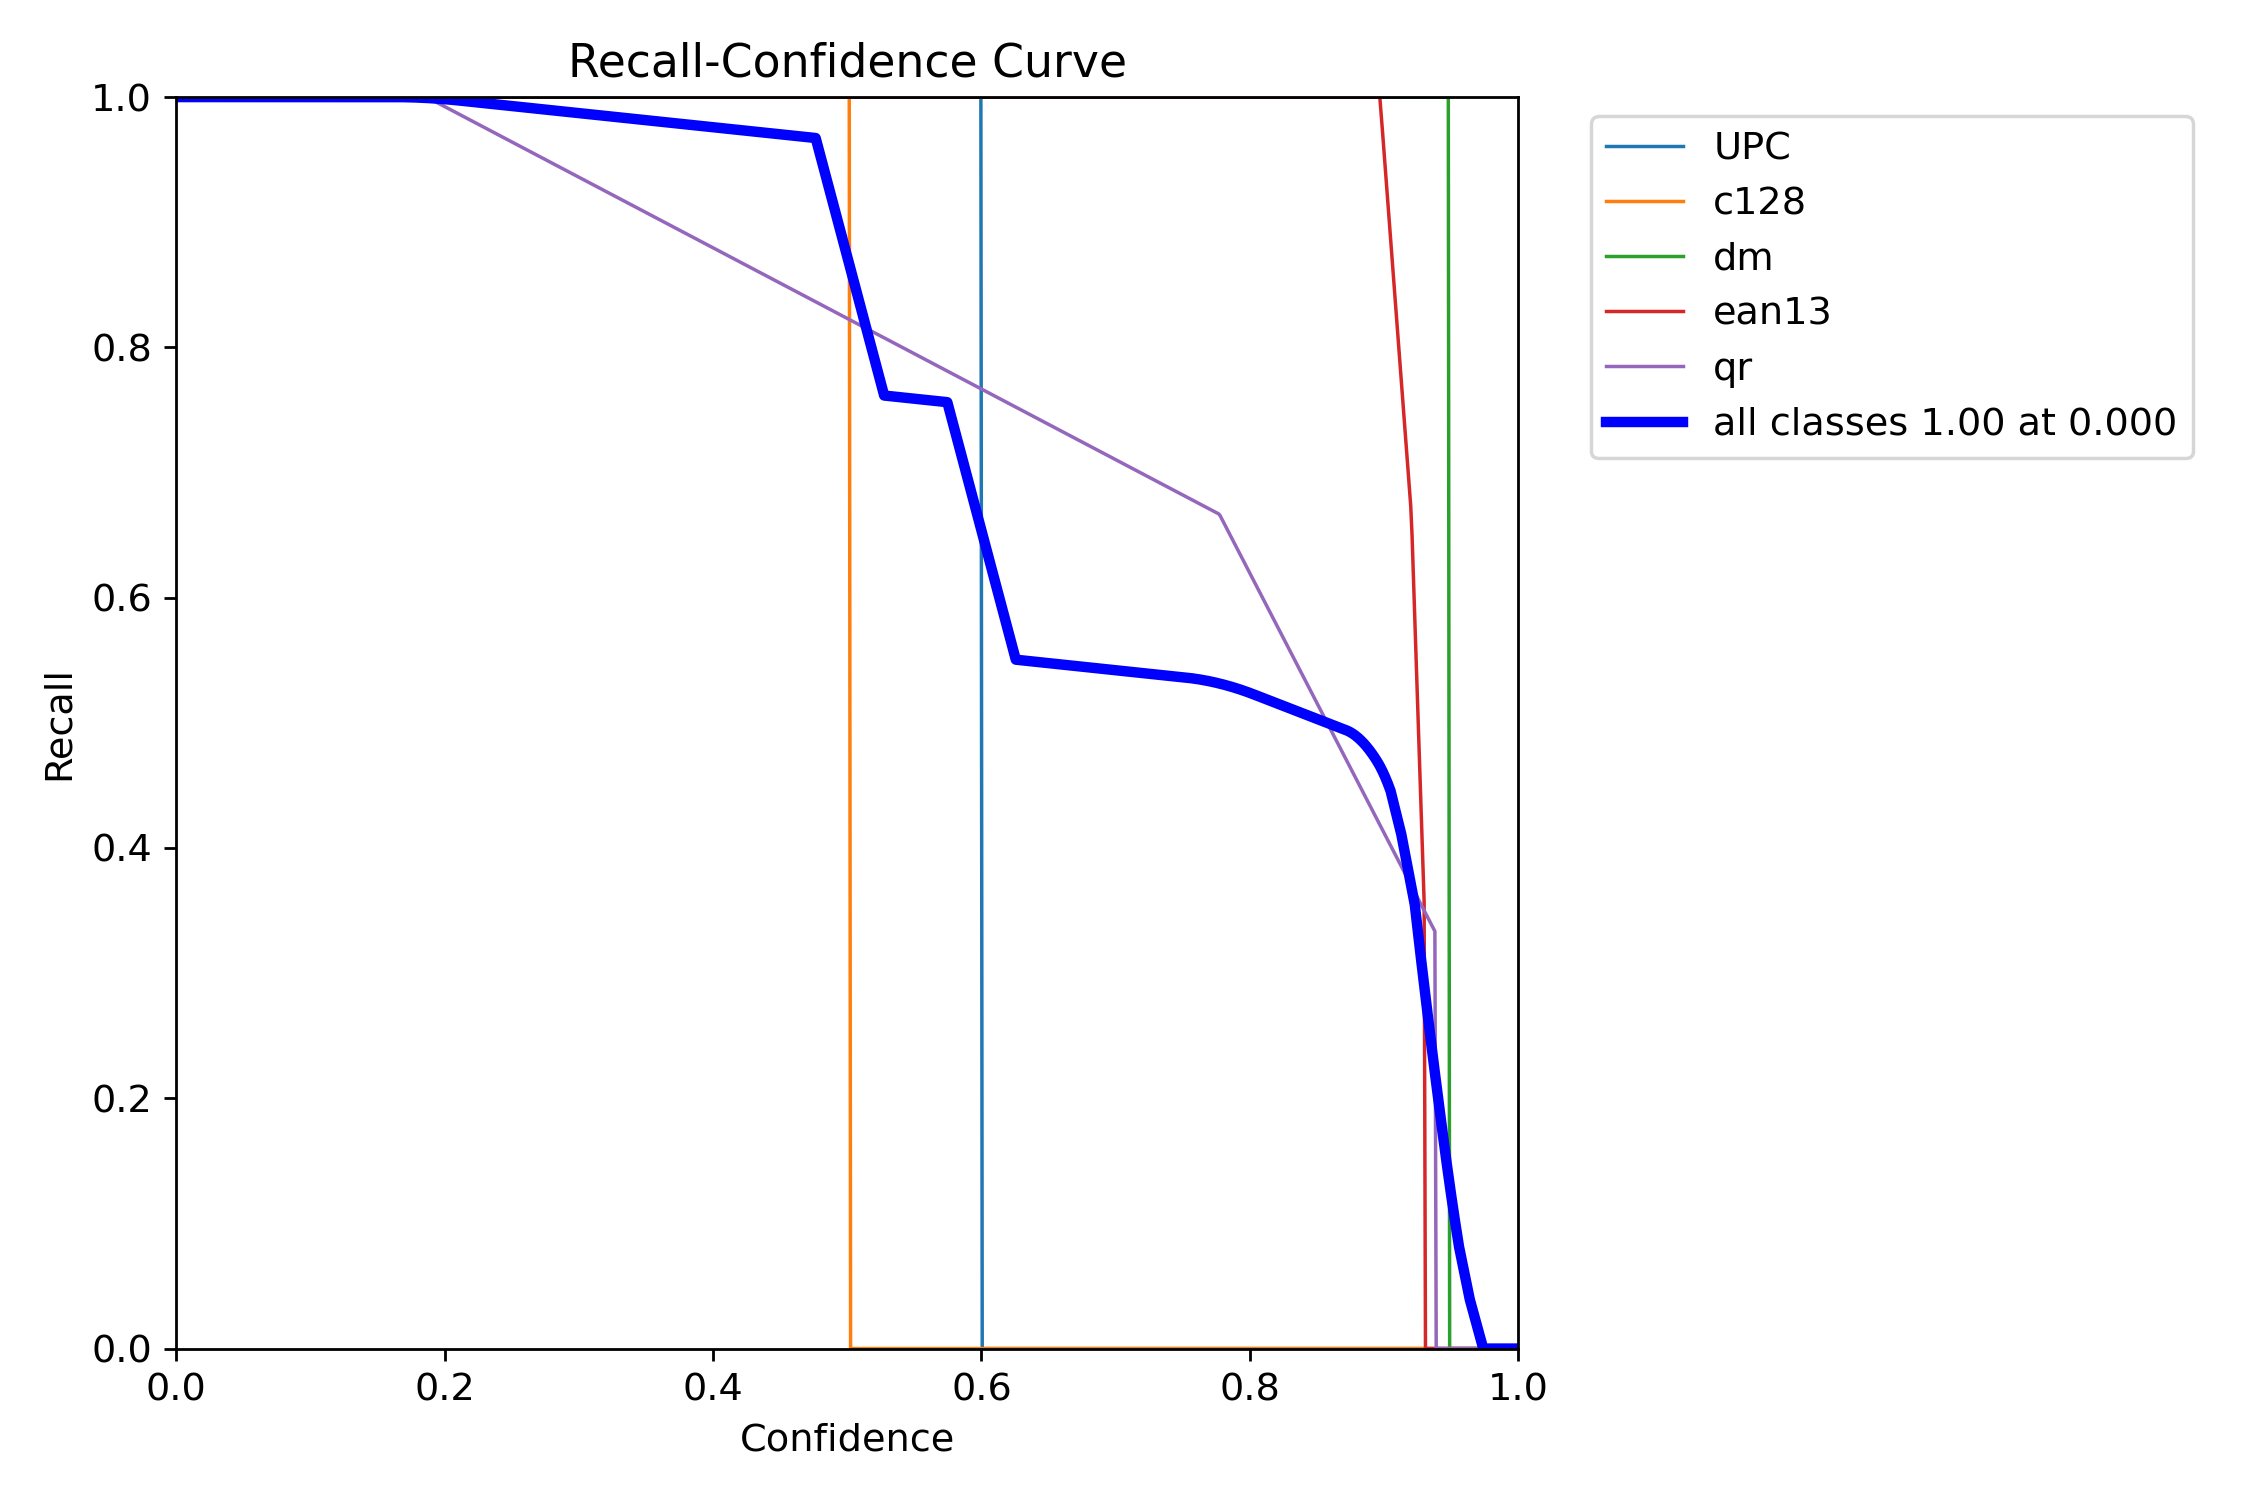 Recall-Confidence Curve
1.0
0.8
0.6
0.4
0.2
0.0
Recall
0.0 0.2 0.4 0.6 0.8 1.0
Confidence
UPC
c128
dm
ean13
qr
all classes 1.00 at 0.000